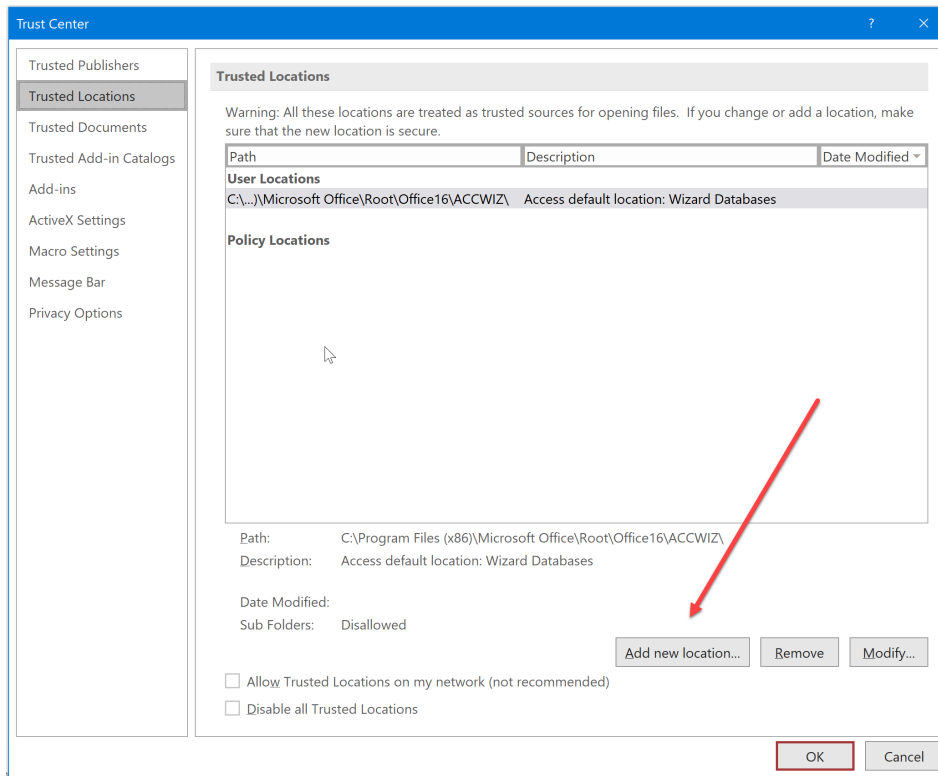 Trust Center
?
Trusted Publishers
Trusted Locations
Trusted Documents
Trusted Add-in Catalogs
Add-ins
ActiveX Settings
Macro Settings
Message Bar
Privacy Options
Trusted Locations
Warning: All these locations are treated as trusted sources for opening files. If you change or add a location, make
sure that the new location is secure.
Path Description Date Modified
User Locations
C:\...)\Microsoft Office\Root\Office16\ACCWIZ\ Access default location: Wizard Databases
Policy Locations
Path: C:\Program Files (x86)\Microsoft Office\Root\Office16\ACCWIZ\
Description: Access default location: Wizard Databases
Date Modified:
Sub Folders: Disallowed
Add new location... Remove Modify...
Allow Trusted Locations on my network (not recommended)
Disable all Trusted Locations
OK Cancel